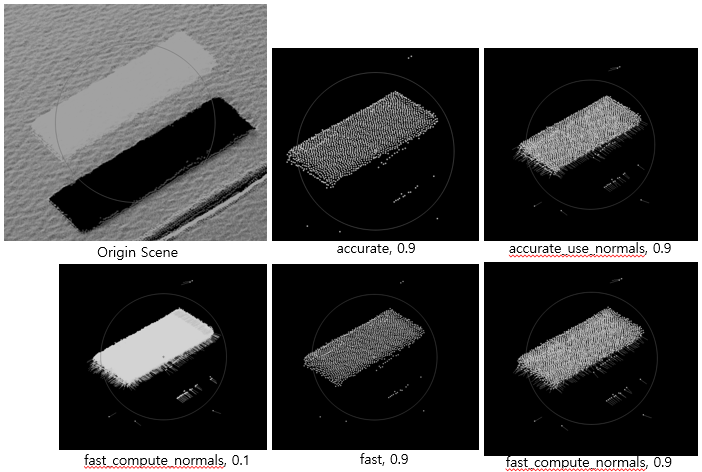 Origin Scene
accurate, 0.9
accurate_use_normals, 0.9
fast_compute_normals, 0.1
fast, 0.9
fast_compute_normals, 0.9